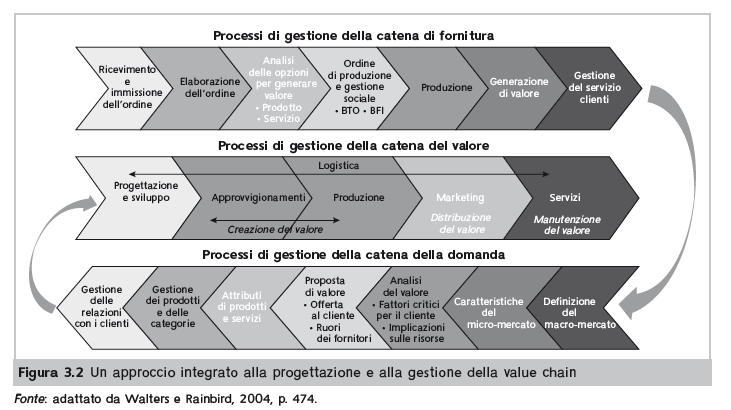 Processi di gestione della catena di fornitura
Ricevimento
e
immissione
dell'ordine
Elaborazione
dell'ordine
Analisi
delle opzioni
per generare
valore
• Prodotto
• Servizio
Ordine
di produzione
e gestione
sociale
• BTO • BFI
Produzione
Generazione
di valore
Gestione
del servizio
clienti
Processi di gestione della catena del valore
Logistica
Progettazione
e sviluppo
Approvvigionamenti
Produzione
Marketing
Servizi
Creazione del valore
Distribuzione
del valore
Manutenzione
del valore
Processi di gestione della catena della domanda
Gestione
delle
relazioni
con i clienti
Gestione
dei prodotti
e delle
categorie
Attributi
di prodotti
e servizi
Proposta
di valore
• Offerta
al cliente
• Ruori
dei fornitori
Analisi
del valore
• Fattori critici
per il cliente
• Implicazioni
sulle risorse
Caratteristiche
del
micro-mercato
Definizione
del
macro-mercato
Figura 3.2 Un approccio integrato alla progettazione e alla gestione della value chain
Fonte: adattato da Walters e Rainbird, 2004, p. 474.